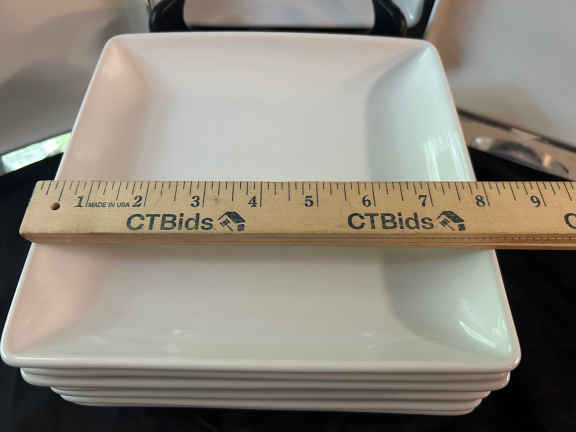 1 2 3 4 5 6 7 8 9
MADE IN USA
CTBids CTBids